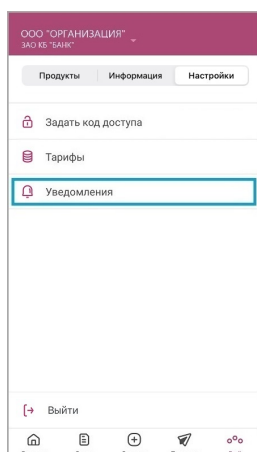 ООО "ОРГАНИЗАЦИЯ"
ЗАО КБ "БАНК"
Продукты Информация Настройки
Задать код доступа
Тарифы
Уведомления
Выйти